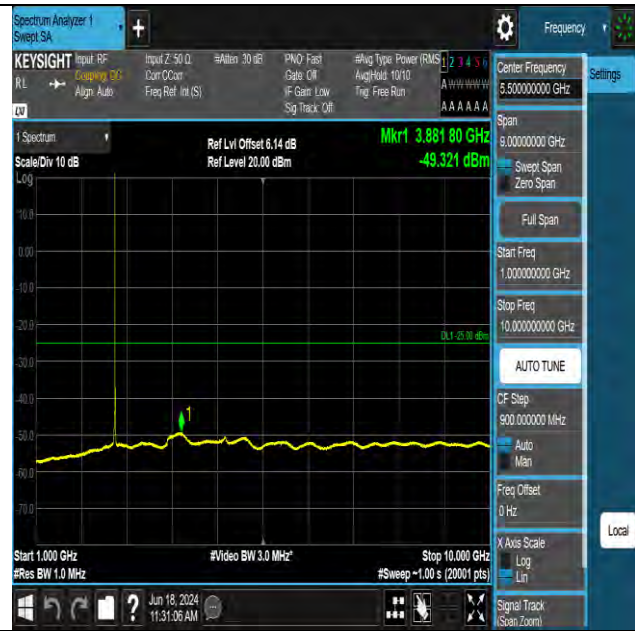 Spectrum Analyzer 1
Swept SA
+
Frequency
KEYSIGHT
Input: RF
Coupling: DC
Align: Auto
Input Z: 50 Ω
Corr CCorr
Freq Ref: Int (S)
#Atten: 30 dB
PNO: Fast
Gate: Off
IF Gain: Low
Sig Track: Off
#Avg Type: Power (RMS
Avg|Hold: 10/10
Trig: Free Run
1 2 3 4 5 6
A W W W W W
A A A A A A
RL
LXI
1 Spectrum
Scale/Div 10 dB
Log
Ref Lvl Offset 6.14 dB
Ref Level 20.00 dBm
Mkr1 3.881 80 GHz
-49.321 dBm
10.0
0.00
-10.0
-20.0
-30.0
-40.0
-50.0
-60.0
-70.0
DL1 -25.00 dBm
1
Start 1.000 GHz
#Res BW 1.0 MHz
#Video BW 3.0 MHz*
Stop 10.000 GHz
#Sweep ~1.00 s (20001 pts)
Center Frequency
5.500000000 GHz
Settings
Span
9.00000000 GHz
Swept Span
Zero Span
Full Span
Start Freq
1.000000000 GHz
Stop Freq
10.000000000 GHz
AUTO TUNE
CF Step
900.000000 MHz
Auto
Man
Freq Offset
0 Hz
X Axis Scale
Log
Lin
Signal Track
(Span Zoom)
Local
?
Jun 18, 2024
11:31:06 AM